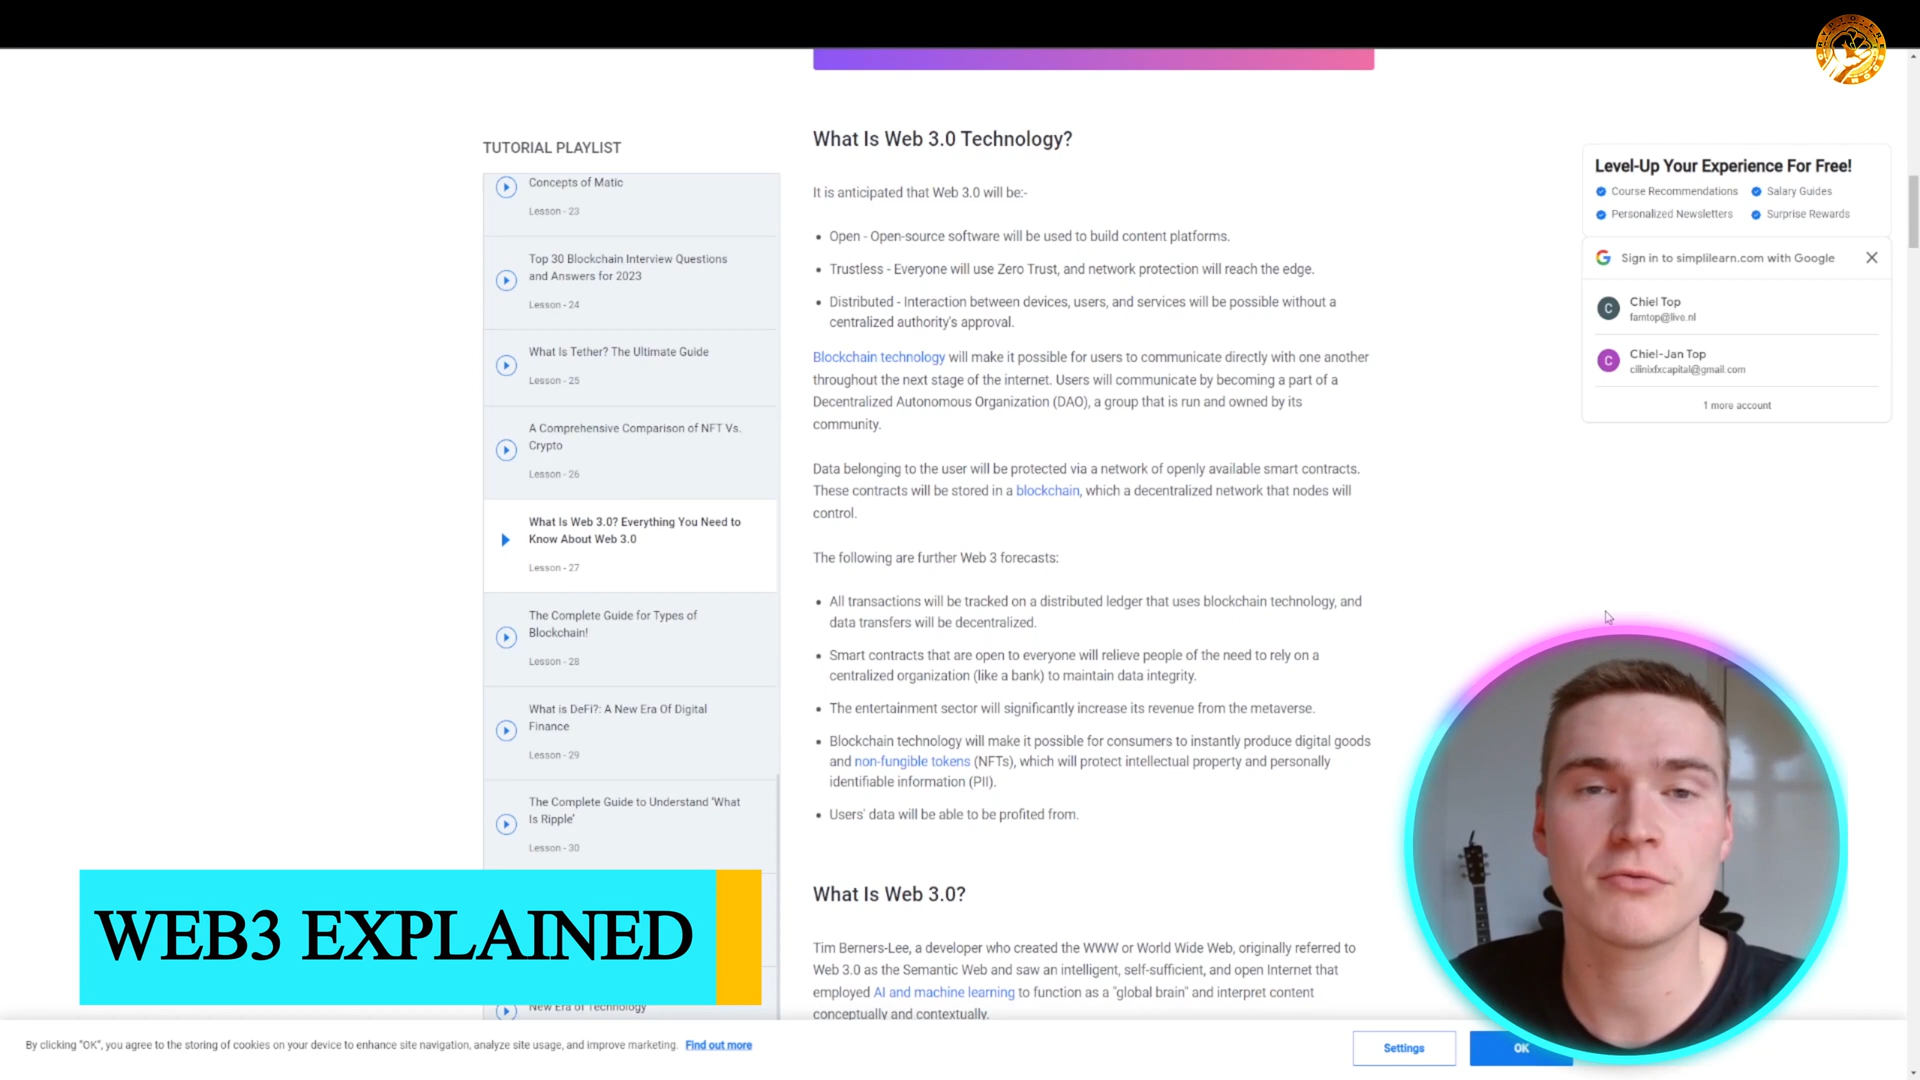 TUTORIAL PLAYLIST
Concepts of Matic
Lesson - 23
Top 30 Blockchain Interview Questions
and Answers for 2023
Lesson - 24
What Is Tether? The Ultimate Guide
Lesson - 25
A Comprehensive Comparison of NFT Vs.
Crypto
Lesson - 26
What Is Web 3.0? Everything You Need to
Know About Web 3.0
Lesson - 27
The Complete Guide for Types of
Blockchain!
Lesson - 28
What is DeFi?: A New Era Of Digital
Finance
Lesson - 29
The Complete Guide to Understand 'What
Is Ripple'
Lesson - 30
New Era of Technology
What Is Web 3.0 Technology?
It is anticipated that Web 3.0 will be:-
• Open - Open-source software will be used to build content platforms.
• Trustless - Everyone will use Zero Trust, and network protection will reach the edge.
• Distributed - Interaction between devices, users, and services will be possible without a
centralized authority's approval.
Blockchain technology will make it possible for users to communicate directly with one another
throughout the next stage of the internet. Users will communicate by becoming a part of a
Decentralized Autonomous Organization (DAO), a group that is run and owned by its
community.
Data belonging to the user will be protected via a network of openly available smart contracts.
These contracts will be stored in a blockchain, which a decentralized network that nodes will
control.
The following are further Web 3 forecasts:
• All transactions will be tracked on a distributed ledger that uses blockchain technology, and
data transfers will be decentralized.
• Smart contracts that are open to everyone will relieve people of the need to rely on a
centralized organization (like a bank) to maintain data integrity.
• The entertainment sector will significantly increase its revenue from the metaverse.
• Blockchain technology will make it possible for consumers to instantly produce digital goods
and non-fungible tokens (NFTs), which will protect intellectual property and personally
identifiable information (PII).
• Users' data will be able to be profited from.
What Is Web 3.0?
Tim Berners-Lee, a developer who created the WWW or World Wide Web, originally referred to
Web 3.0 as the Semantic Web and saw an intelligent, self-sufficient, and open Internet that
employed AI and machine learning to function as a "global brain" and interpret content
conceptually and contextually.
Level-Up Your Experience For Free!
Course Recommendations Salary Guides
Personalized Newsletters Surprise Rewards
Sign in to simplilearn.com with Google
C
Chiel Top
famtop@live.nl
C
Chiel-Jan Top
cilinixfxcapital@gmail.com
1 more account
WEB3 EXPLAINED
By clicking "OK", you agree to the storing of cookies on your device to enhance site navigation, analyze site usage, and improve marketing. Find out more
Settings
OK